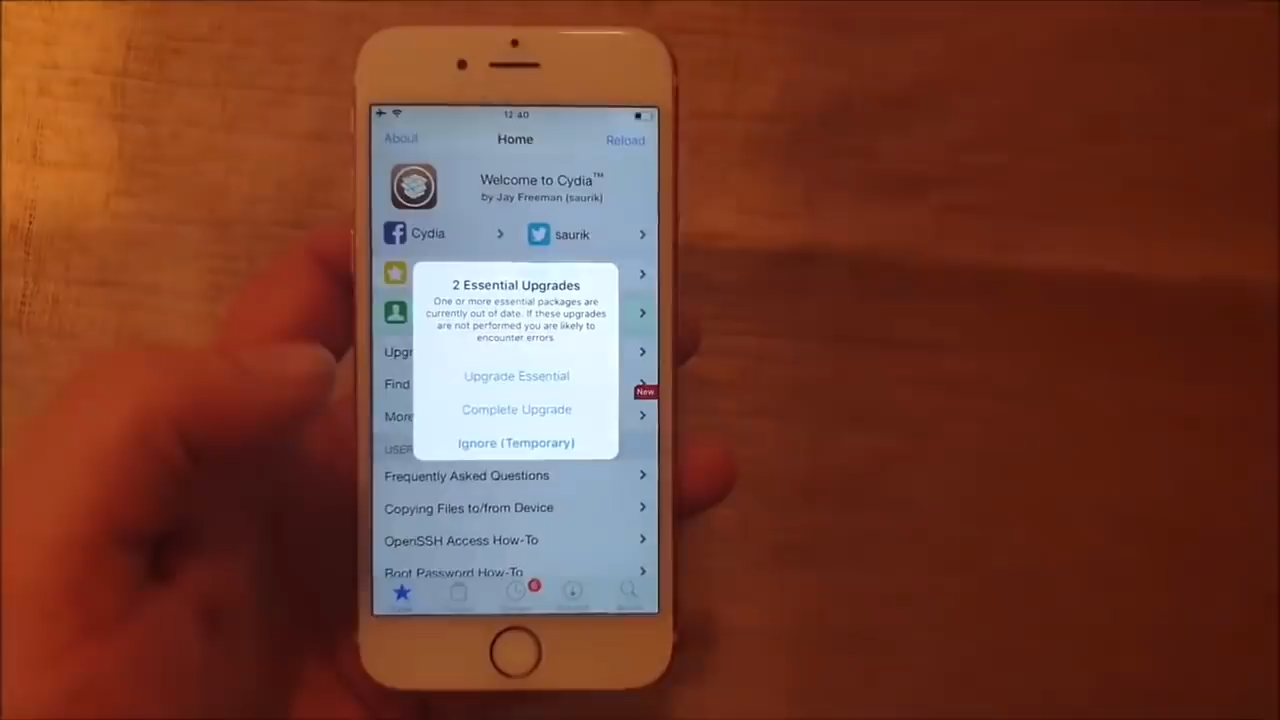 12:40
About
Home
Reload
Welcome to Cydia™
by Jay Freeman (saurik)
Cydia
saurik
2 Essential Upgrades
One or more essential packages are
currently out of date. If these upgrades
are not performed you are likely to
encounter errors.
Upgr
Upgrade Essential
Find
New
Complete Upgrade
More
Ignore (Temporary)
USER
Frequently Asked Questions
Copying Files to/from Device
OpenSSH Access How-To
Root Password How-To
6